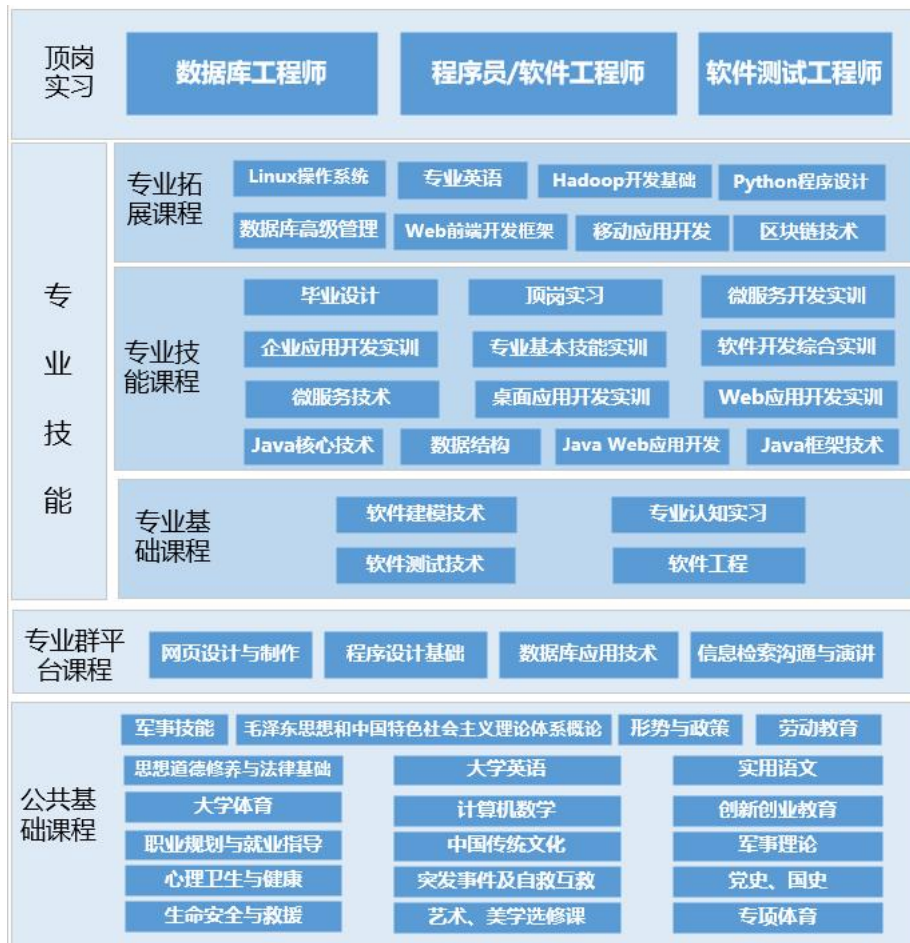 顶岗
实习
数据库工程师
程序员/软件工程师
软件测试工程师
专
业
技
能
专业拓
展课程
Linux操作系统
专业英语
Hadoop开发基础
Python程序设计
数据库高级管理
Web前端开发框架
移动应用开发
区块链技术
专业技
能课程
毕业设计
顶岗实习
微服务开发实训
企业应用开发实训
专业基本技能实训
软件开发综合实训
微服务技术
桌面应用开发实训
Web应用开发实训
Java核心技术
数据结构
Java Web应用开发
Java框架技术
专业基
础课程
软件建模技术
专业认知实习
软件测试技术
软件工程
专业群平
台课程
网页设计与制作
程序设计基础
数据库应用技术
信息检索沟通与演讲
公共基
础课程
军事技能
毛泽东思想和中国特色社会主义理论体系概论
形势与政策
劳动教育
思想道德修养与法律基础
大学英语
实用语文
大学体育
计算机数学
创新创业教育
职业规划与就业指导
中国传统文化
军事理论
心理卫生与健康
突发事件及自救互救
党史、国史
生命安全与救援
艺术、美学选修课
专项体育